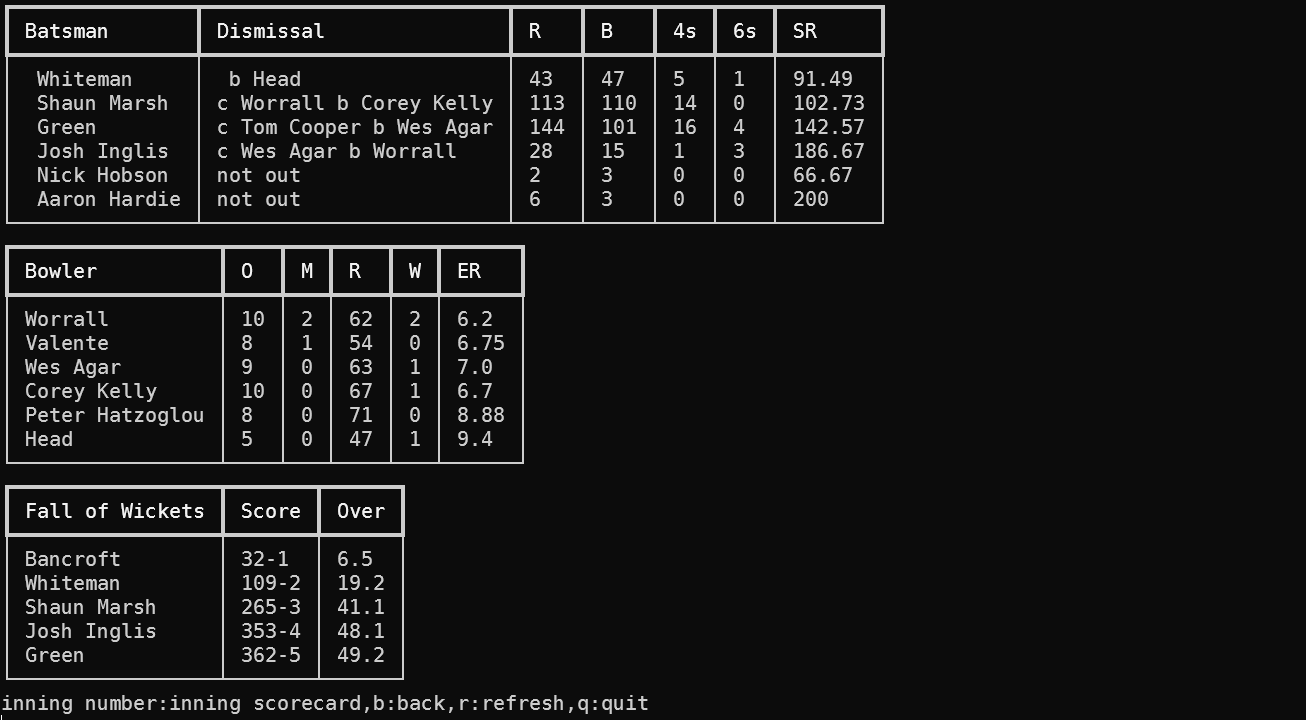 Batsman Dismissal R B 4s 6s SR
Whiteman b Head 43 47 5 1 91.49
Shaun Marsh c Worrall b Corey Kelly 113 110 14 0 102.73
Green c Tom Cooper b Wes Agar 144 101 16 4 142.57
Josh Inglis c Wes Agar b Worrall 28 15 1 3 186.67
Nick Hobson not out 2 3 0 0 66.67
Aaron Hardie not out 6 3 0 0 200
Bowler O M R W ER
Worrall 10 2 62 2 6.2
Valente 8 1 54 0 6.75
Wes Agar 9 0 63 1 7.0
Corey Kelly 10 0 67 1 6.7
Peter Hatzoglou 8 0 71 0 8.88
Head 5 0 47 1 9.4
Fall of Wickets Score Over
Bancroft 32-1 6.5
Whiteman 109-2 19.2
Shaun Marsh 265-3 41.1
Josh Inglis 353-4 48.1
Green 362-5 49.2
inning number:inning scorecard,b:back,r:refresh,q:quit